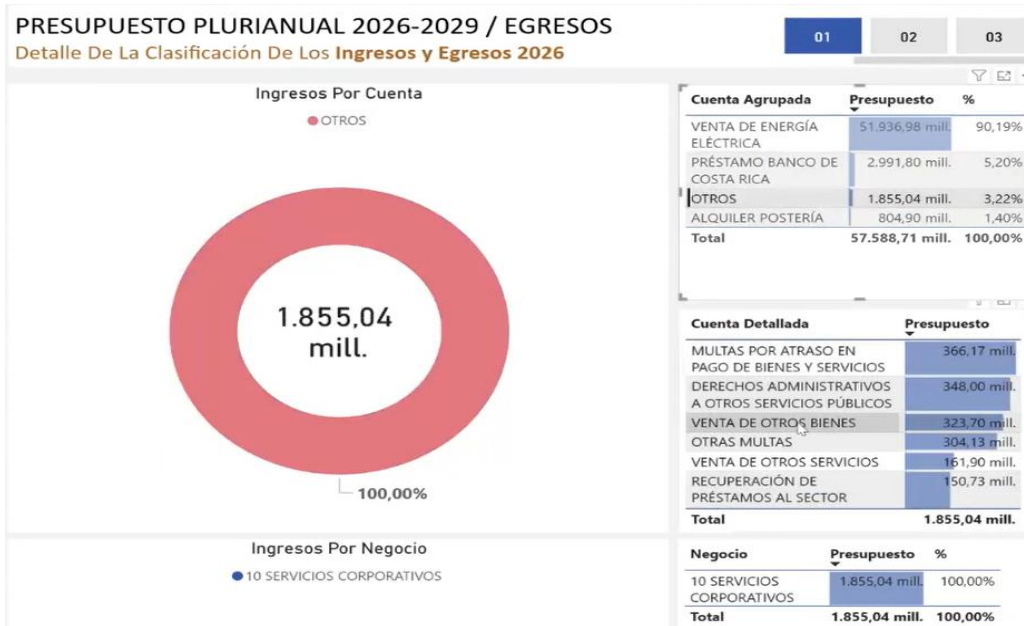 PRESUPUESTO PLURIANUAL 2026-2029 / EGRESOS
Detalle De La Clasificación De Los Ingresos y Egresos 2026
01 02 03
Ingresos Por Cuenta
OTROS
1.855,04
mill.
100,00%
Cuenta Agrupada Presupuesto %
VENTA DE ENERGÍA 51.936,98 mill. 90,19%
ELÉCTRICA
PRÉSTAMO BANCO DE 2.991,80 mill. 5,20%
COSTA RICA
OTROS 1.855,04 mill. 3,22%
ALQUILER POSTERÍA 804,90 mill. 1,40%
Total 57.588,71 mill. 100,00%
Cuenta Detallada Presupuesto
MULTAS POR ATRASO EN 366,17 mill.
PAGO DE BIENES Y SERVICIOS
DERECHOS ADMINISTRATIVOS 348,00 mill.
A OTROS SERVICIOS PÚBLICOS
VENTA DE OTROS BIENES 323,70 mill.
OTRAS MULTAS 304,13 mill.
VENTA DE OTROS SERVICIOS 161,90 mill.
RECUPERACIÓN DE 150,73 mill.
PRÉSTAMOS AL SECTOR
Total 1.855,04 mill.
Ingresos Por Negocio
10 SERVICIOS CORPORATIVOS
Negocio Presupuesto %
10 SERVICIOS 1.855,04 mill. 100,00%
CORPORATIVOS
Total 1.855,04 mill. 100,00%